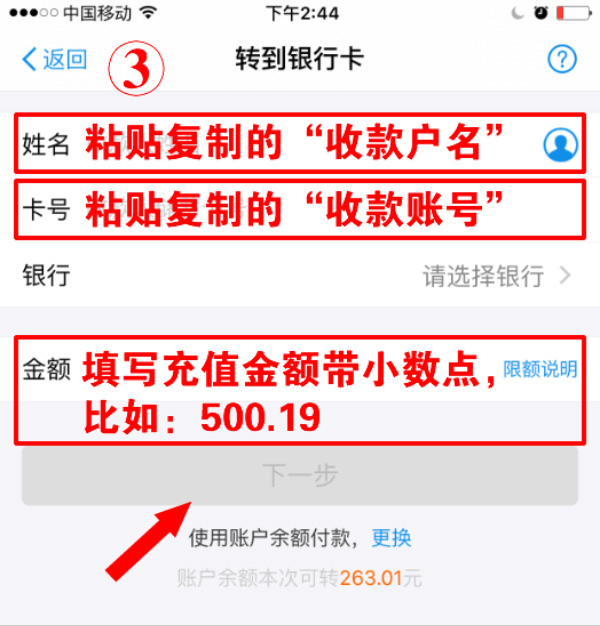 中国移动 下午2:44
返回 ③ 转到银行卡 ?
姓名 粘贴复制的“收款户名”
卡号 粘贴复制的“收款账号”
银行 请选择银行
金额 填写充值金额带小数点， 限额说明
比如：500.19
下一步
使用账户余额付款，更换
账户余额本次可转263.01元